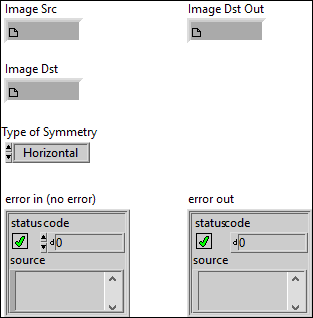 Image Src
Image Dst Out
Image Dst
Type of Symmetry
Horizontal
error in (no error)
error out
status code
d 0
source
status code
d 0
source